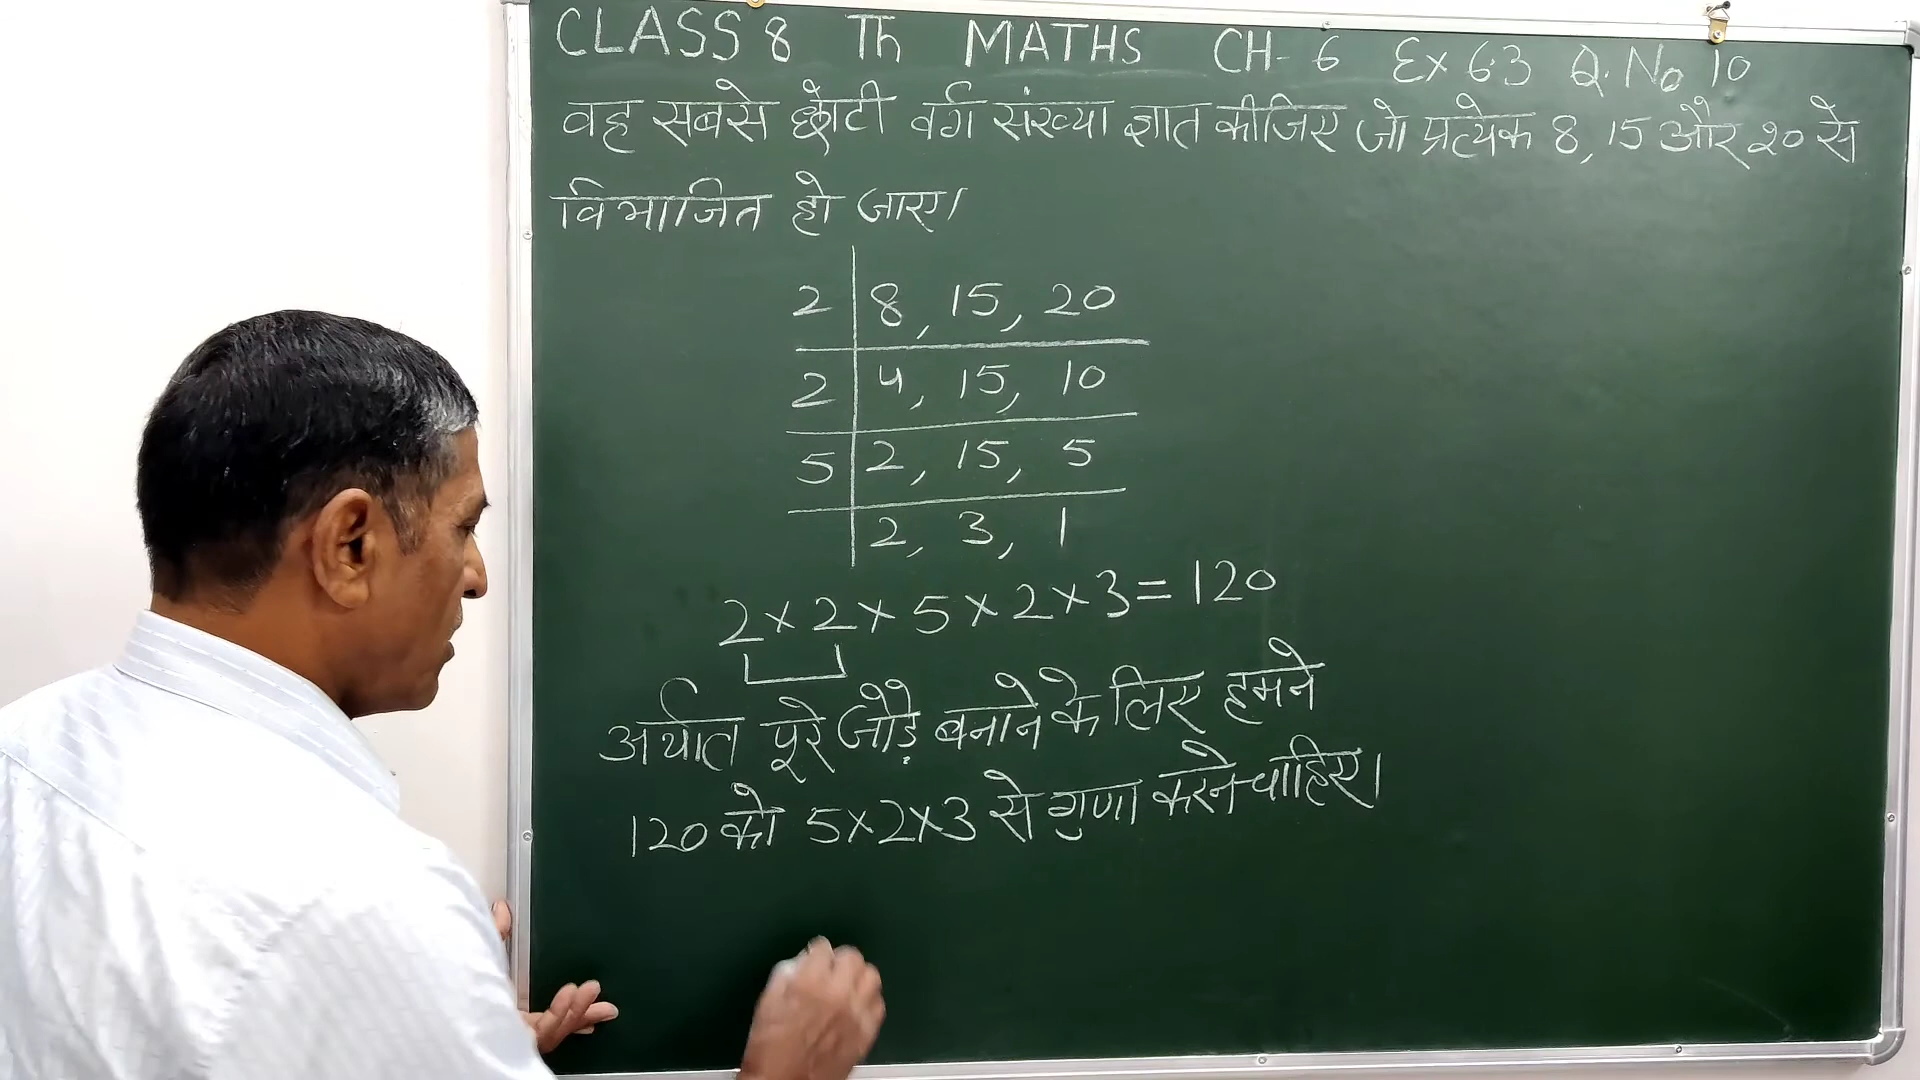 CLASS 8 Th MATHS CH-6 Ex 6.3 Q.No 10
वह सबसे छोटी वर्ग संख्या ज्ञात कीजिए जो प्रत्येक 8, 15 और २० से
विभाजित हो जाए।
2 | 8, 15, 20
2 | 4, 15, 10
5 | 2, 15, 5
2, 3, 1
2×2×5×2×3=120
अर्थात पूरे जोड़े बनाने के लिए हमने
120 को 5×2×3 से गुणा करने चाहिए।